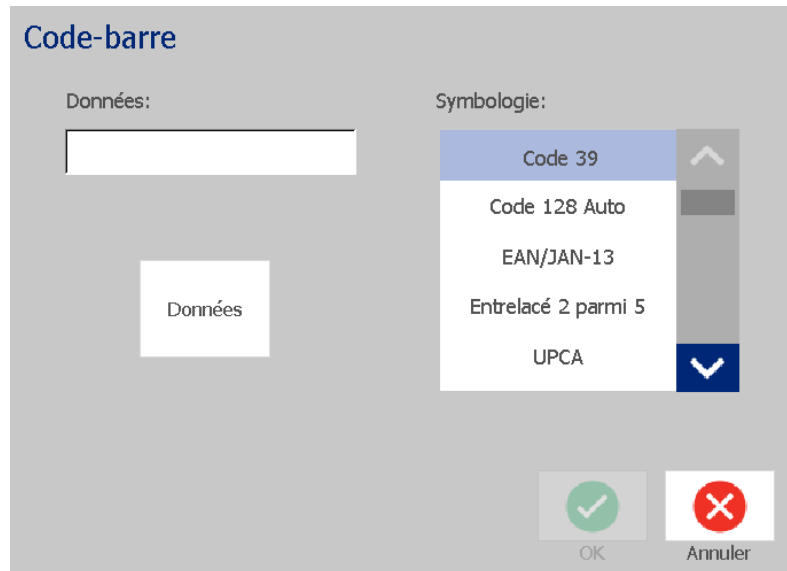 Code-barre
Données:
Symbologie:
Code 39
Code 128 Auto
EAN/JAN-13
Entrelacé 2 parmi 5
UPCA
Données
OK
Annuler